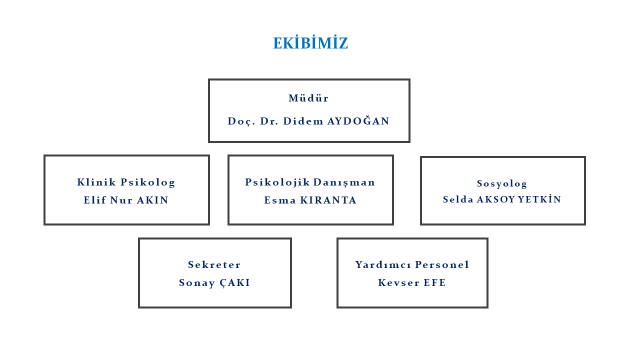 EKİBİMİZ
Müdür
Doç. Dr. Didem AYDOĞAN
Klinik Psikolog
Elif Nur AKIN
Psikolojik Danışman
Esma KIRANTA
Sosyolog
Selda AKSOY YETKİN
Sekreter
Sonay ÇAKI
Yardımcı Personel
Kevser EFE